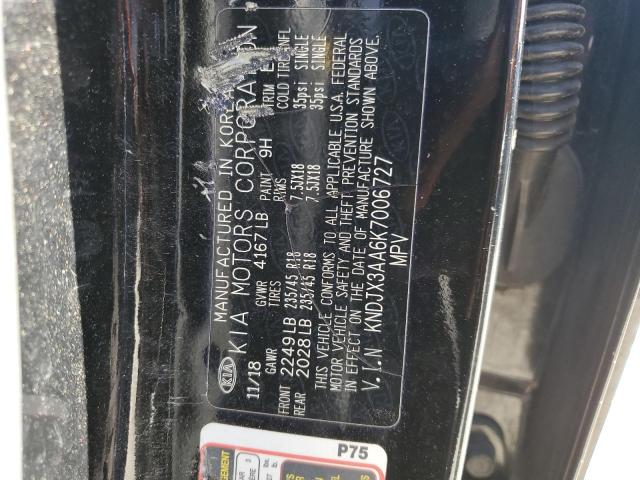 KIA
MANUFACTURED IN KOREA
KIA MOTORS CORPORATION
11/18 GVWR 4167 LB PAINT 9H TRIM
GAWR TIRES RIMS COLD TIRE INFL
FRONT 2249LB 235/45 R18 7.5JX18 35psi SINGLE
REAR 2028LB 235/45 R18 7.5JX18 35psi SINGLE
THIS VEHICLE CONFORMS TO ALL APPLICABLE U.S.A. FEDERAL
MOTOR VEHICLE SAFETY AND THEFT PREVENTION STANDARDS
IN EFFECT ON THE DATE OF MANUFACTURE SHOWN ABOVE.
V.I.N KNDJX3AA6K7006727
MPV
P75